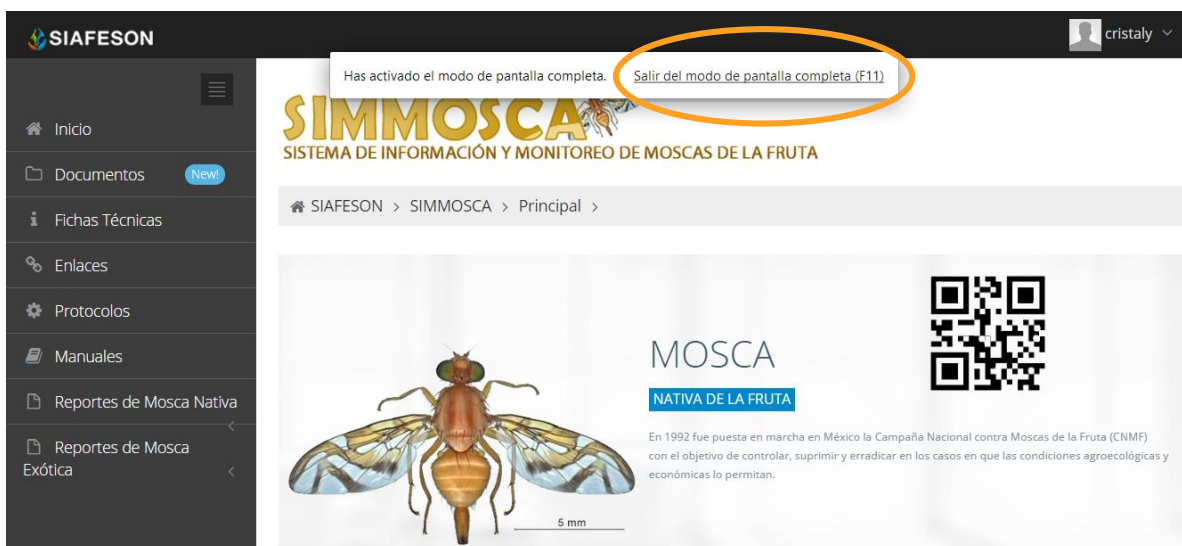 SIAFESON
cristaly
Has activado el modo de pantalla completa. Salir del modo de pantalla completa (F11)
SIMMOSCA
SISTEMA DE INFORMACIÓN Y MONITOREO DE MOSCAS DE LA FRUTA
Inicio
Documentos New!
Fichas Técnicas
Enlaces
Protocolos
Manuales
Reportes de Mosca Nativa
Reportes de Mosca
Exótica
SIAFESON > SIMMOSCA > Principal >
MOSCA
NATIVA DE LA FRUTA
En 1992 fue puesta en marcha en México la Campaña Nacional contra Moscas de la Fruta (CNMF)
con el objetivo de controlar, suprimir y erradicar en los casos en que las condiciones agroecológicas y
económicas lo permitan.
5 mm